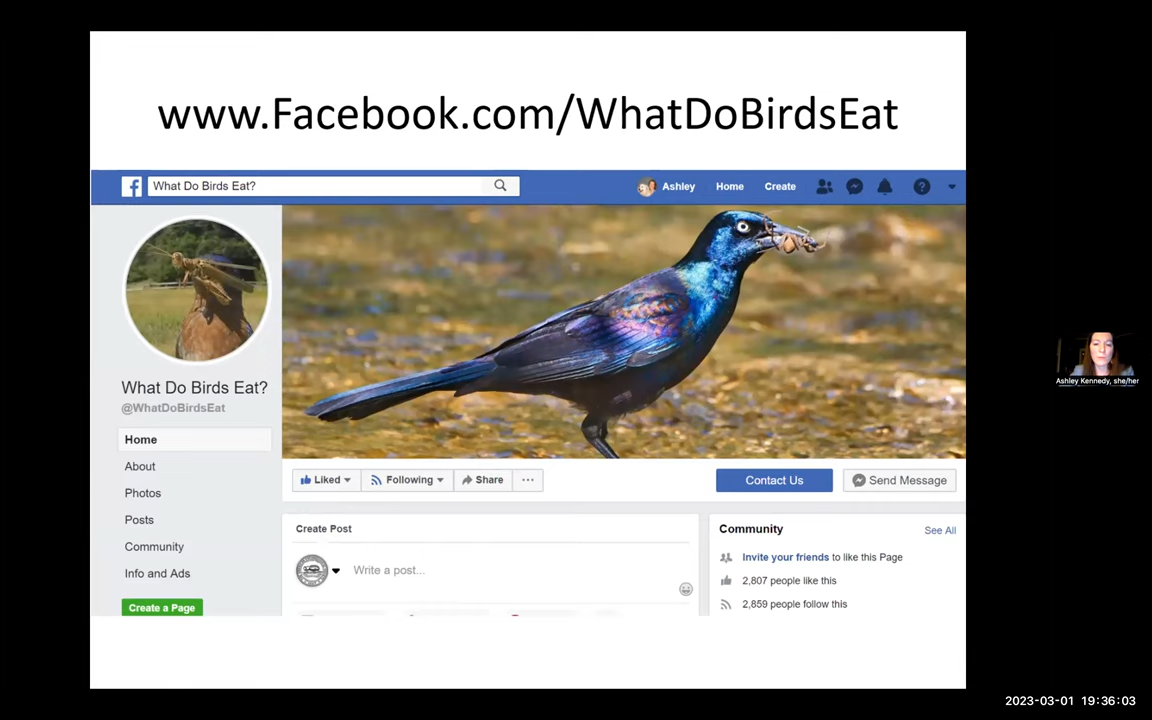 www.Facebook.com/WhatDoBirdsEat
f What Do Birds Eat? Ashley Home Create ?
What Do Birds Eat?
@WhatDoBirdsEat
Home
About
Photos
Posts
Community
Info and Ads
Create a Page
Liked Following Share ...
Contact Us Send Message
Create Post
Write a post...
Community See All
Invite your friends to like this Page
2,807 people like this
2,859 people follow this
Ashley Kennedy, she/her
2023-03-01 19:36:03